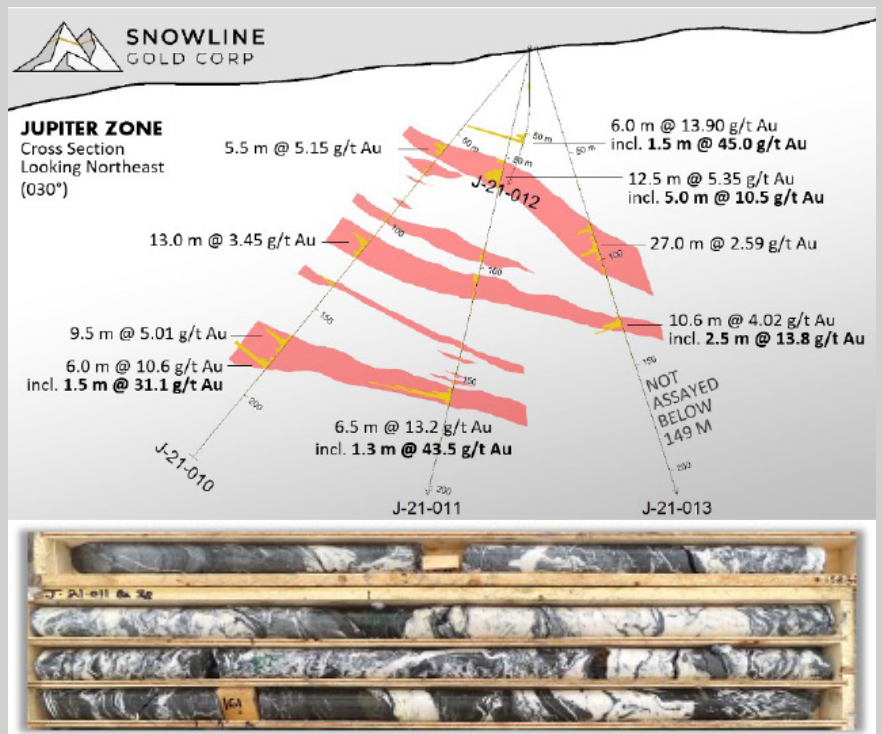 SNOWLINE
GOLD CORP
JUPITER ZONE
Cross Section
Looking Northeast
(030°)
5.5 m @ 5.15 g/t Au
13.0 m @ 3.45 g/t Au
9.5 m @ 5.01 g/t Au
6.0 m @ 10.6 g/t Au
incl. 1.5 m @ 31.1 g/t Au
6.0 m @ 13.90 g/t Au
incl. 1.5 m @ 45.0 g/t Au
12.5 m @ 5.35 g/t Au
incl. 5.0 m @ 10.5 g/t Au
27.0 m @ 2.59 g/t Au
10.6 m @ 4.02 g/t Au
incl. 2.5 m @ 13.8 g/t Au
6.5 m @ 13.2 g/t Au
incl. 1.3 m @ 43.5 g/t Au
50 m
50 m
50 m
J-21-012
100
100
100
150
150
150
NOT
ASSAYED
BELOW
149 M
200
200
200
J-21-010
J-21-011
J-21-013
J-21-011
161